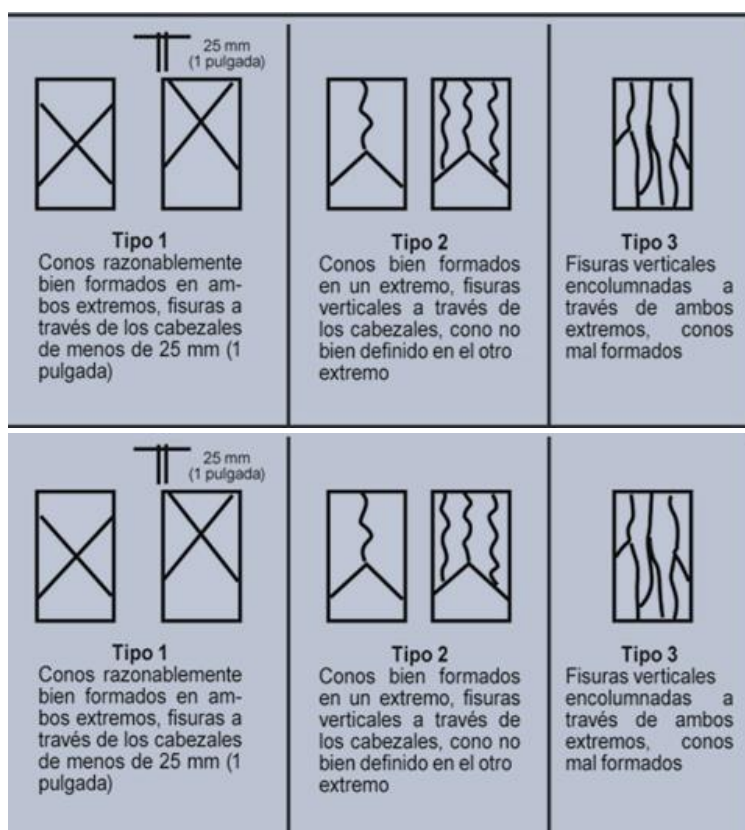 25 mm
(1 pulgada)
Tipo 1
Conos razonablemente
bien formados en am-
bos extremos, fisuras a
través de los cabezales
de menos de 25 mm (1
pulgada)
Tipo 2
Conos bien formados
en un extremo, fisuras
verticales a través de
los cabezales, cono no
bien definido en el otro
extremo
Tipo 3
Fisuras verticales
encolumnadas a
través de ambos
extremos, conos
mal formados
25 mm
(1 pulgada)
Tipo 1
Conos razonablemente
bien formados en am-
bos extremos, fisuras a
través de los cabezales
de menos de 25 mm (1
pulgada)
Tipo 2
Conos bien formados
en un extremo, fisuras
verticales a través de
los cabezales, cono no
bien definido en el otro
extremo
Tipo 3
Fisuras verticales
encolumnadas a
través de ambos
extremos, conos
mal formados